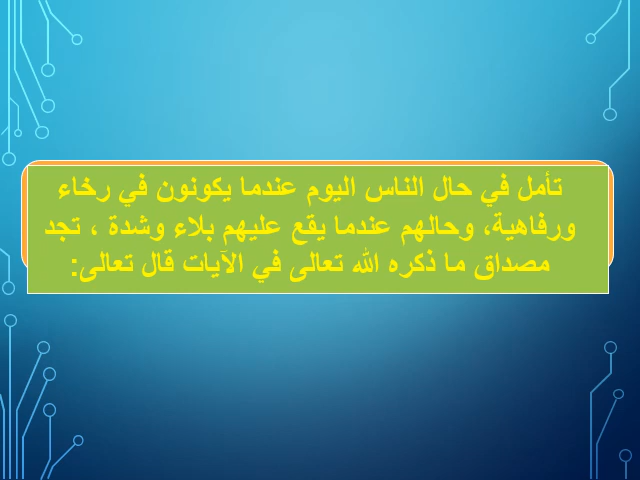 تأمل في حال الناس اليوم عندما يكونون في رخاء
ورفاهية، وحالهم عندما يقع عليهم بلاء وشدة ، تجد
مصداق ما ذكره الله تعالى في الآيات قال تعالى: